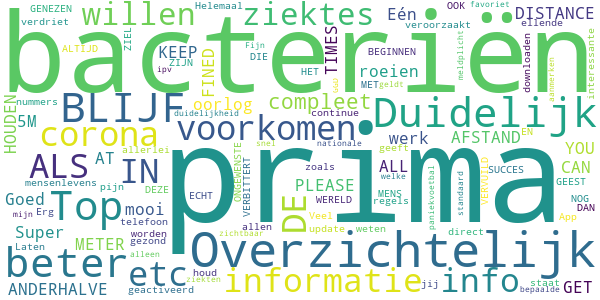 GENEZEN
verdriet
willen
Helemaal
ziektes
Eén
OOK
favoriet
DISTANCE
bacteriën
ALTIJD
ZIEL
KEEP
ZIJN
Fijn
DIE
TIMES
veroorzaakt
BEGINNEN
ellende
meldplicht
downloaden
aanmerken
interessante
FINED
HET
MET
geldt
roeien
HOUDEN
nummers
ipv
5M
BLIJF
oorlog
compleet
continue
Duidelijk
duidelijkheid
voorkomen
corona
allerlei
werk
AFSTAND
EN
YOU
ALS
AT
pijn
IN
DEZE
ONGEWENSTE
VERBITTERT
DE
zoals
PLEASE
ALL
geeft
welke
MENS
regels
paniekvoetbal
standaard
VERVUILD
SUCCES
CAN
GEEST
mensenlevens
Goed
mijn
Erg
Top
mooi
telefoon
ECHT
prima
snel
WERELD
Veel
update
nationale
weten
NOG
DAN
App
Super
METER
Laten
worden
gezond
allen
zichtbaar
Overzichtelijk
direct
beter
alleen
etc
ziekten
houd
informatie
jij
info
staat
bepaalde
GET
ANDERHALVE
geactiveerd